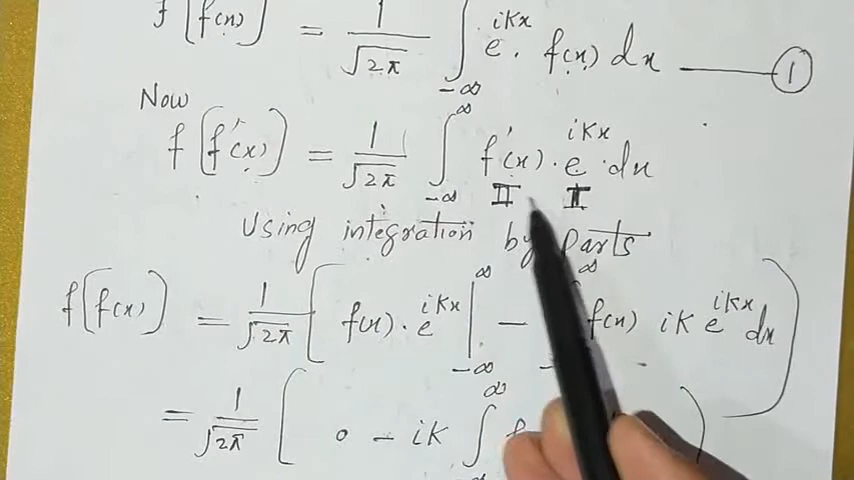 f[f(x)] = 1/√2π ∫_{-∞}^{∞} e^{ikx} . f(x) dx —— ①
Now
f[f'(x)] = 1/√2π ∫_{-∞}^{∞} f'(x) . e^{ikx} . dx
II I
Using integration by Parts
f[f(x)] = 1/√2π [ f(x) . e^{ikx} |_{-∞}^{∞} — ∞ f(x) ik e^{ikx} dx ]
= 1/√2π [ 0 - ik ∫^{∞}